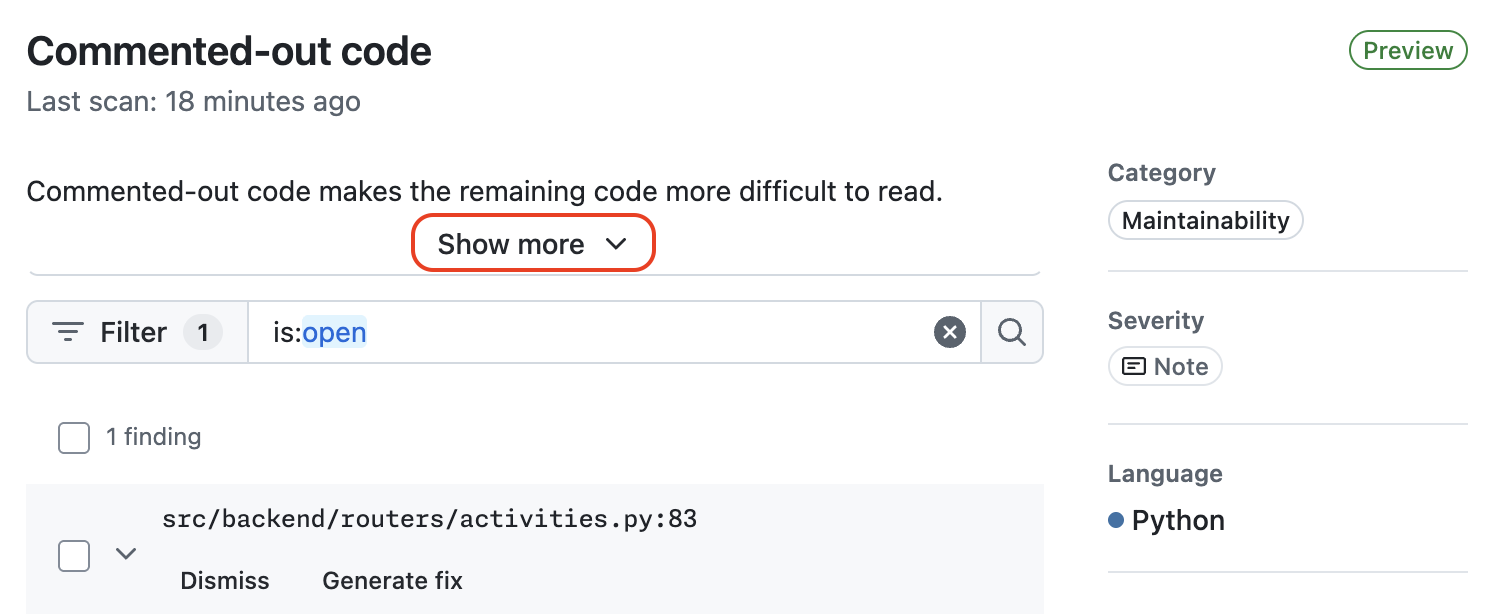 Commented-out code
Preview
Last scan: 18 minutes ago
Commented-out code makes the remaining code more difficult to read.
Show more
Filter 1
is:open
1 finding
src/backend/routers/activities.py:83
Dismiss Generate fix
Category
Maintainability
Severity
Note
Language
Python